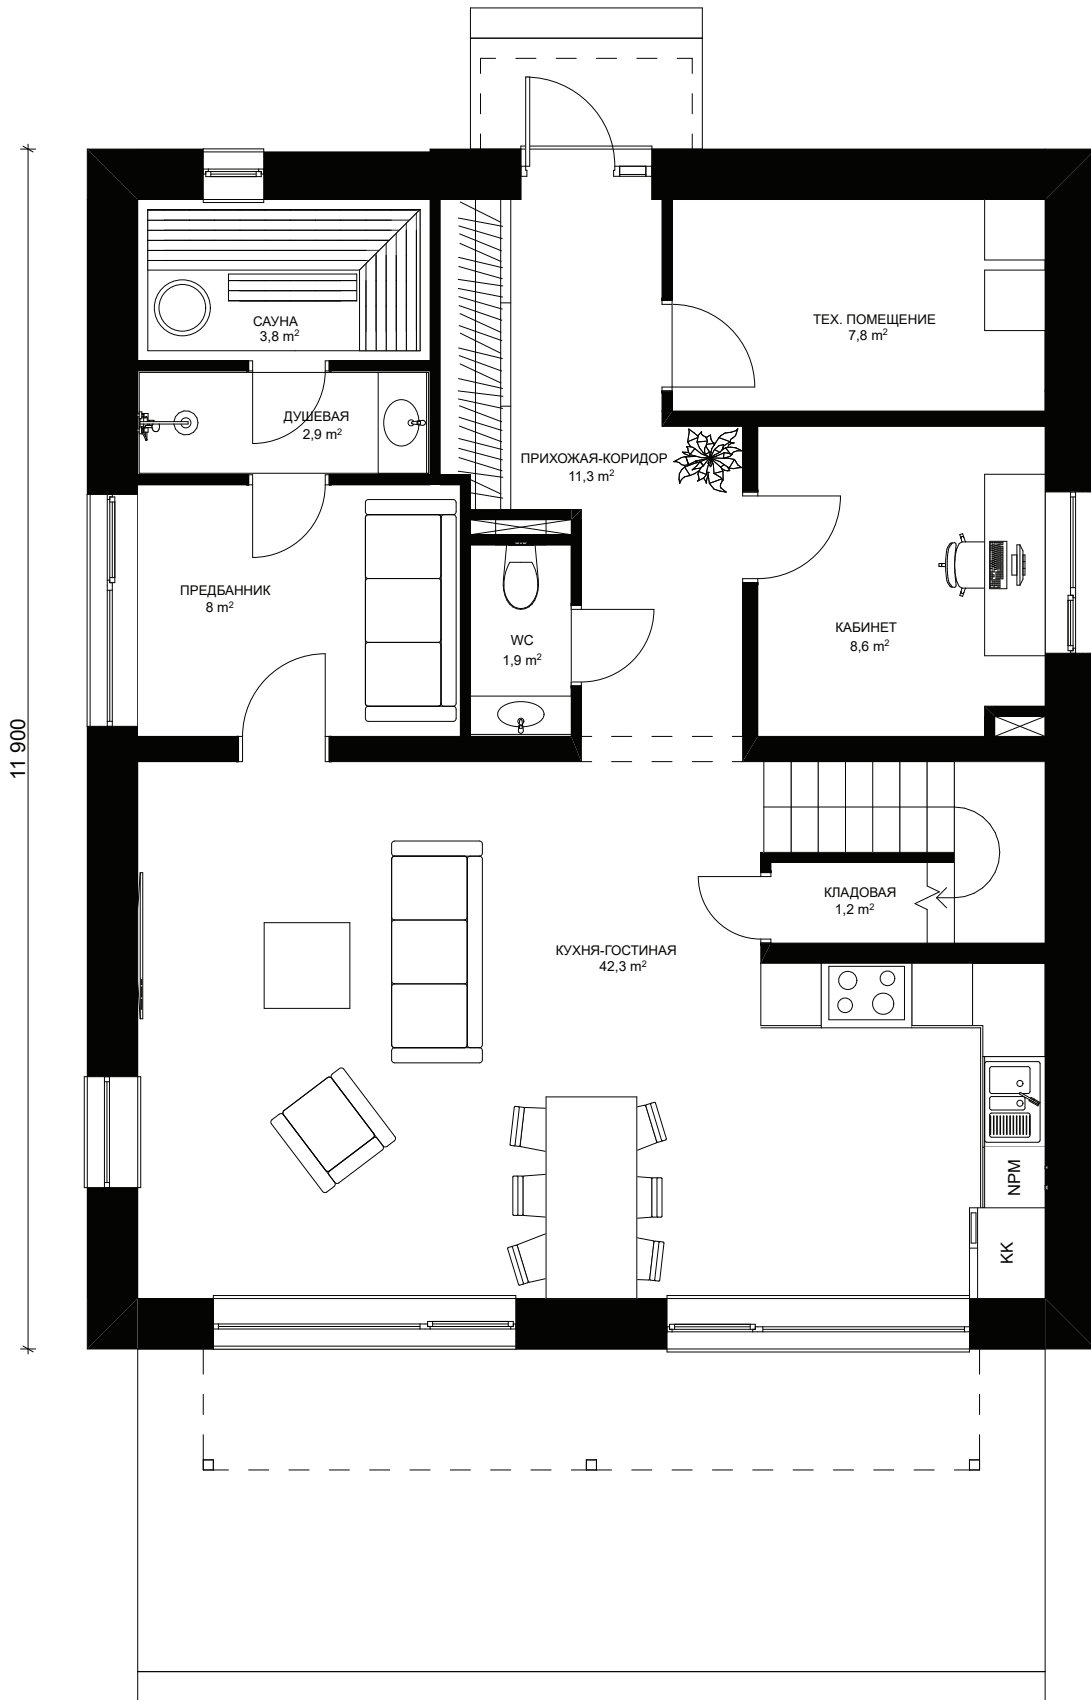 САУНА
3,8 m²
ТЕХ. ПОМЕЩЕНИЕ
7,8 m²
ДУШЕВАЯ
2,9 m²
ПРИХОЖАЯ-КОРИДОР
11,3 m²
ПРЕДБАННИК
8 m²
WC
1,9 m²
КАБИНЕТ
8,6 m²
11 900
КЛАДОВАЯ
1,2 m²
КУХНЯ-ГОСТИНАЯ
42,3 m²
NPM
KK